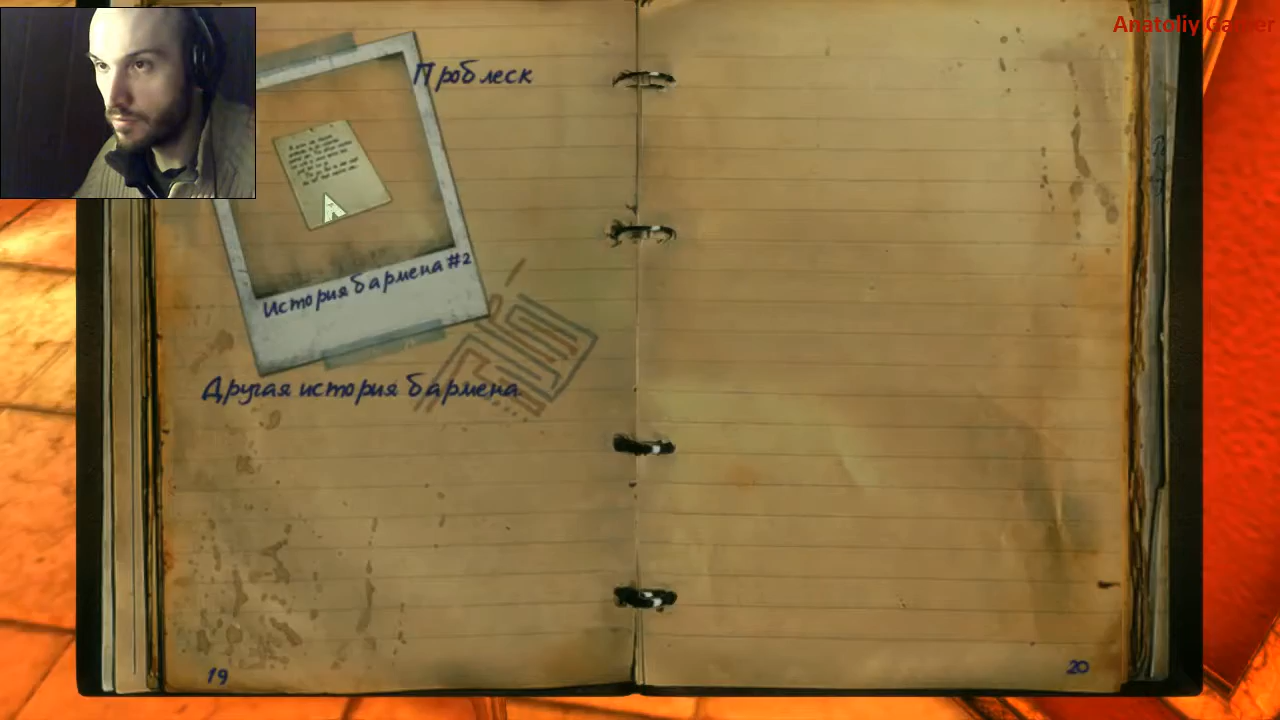 Anatoliy Gamer
Проблеск
История бармена #2
Другая история бармена
19
20